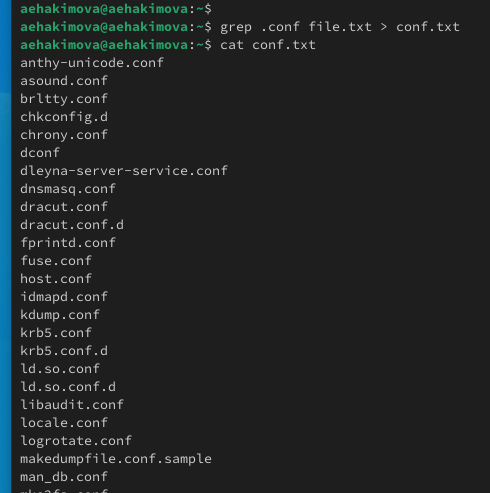 aehakimova@aehakimova:~$
aehakimova@aehakimova:~$ grep .conf file.txt > conf.txt
aehakimova@aehakimova:~$ cat conf.txt
anthy-unicode.conf
asound.conf
brltty.conf
chkconfig.d
chrony.conf
dconf
dleyna-server-service.conf
dnsmasq.conf
dracut.conf
dracut.conf.d
fprintd.conf
fuse.conf
host.conf
idmapd.conf
kdump.conf
krb5.conf
krb5.conf.d
ld.so.conf
ld.so.conf.d
libaudit.conf
locale.conf
logrotate.conf
makedumpfile.conf.sample
man_db.conf